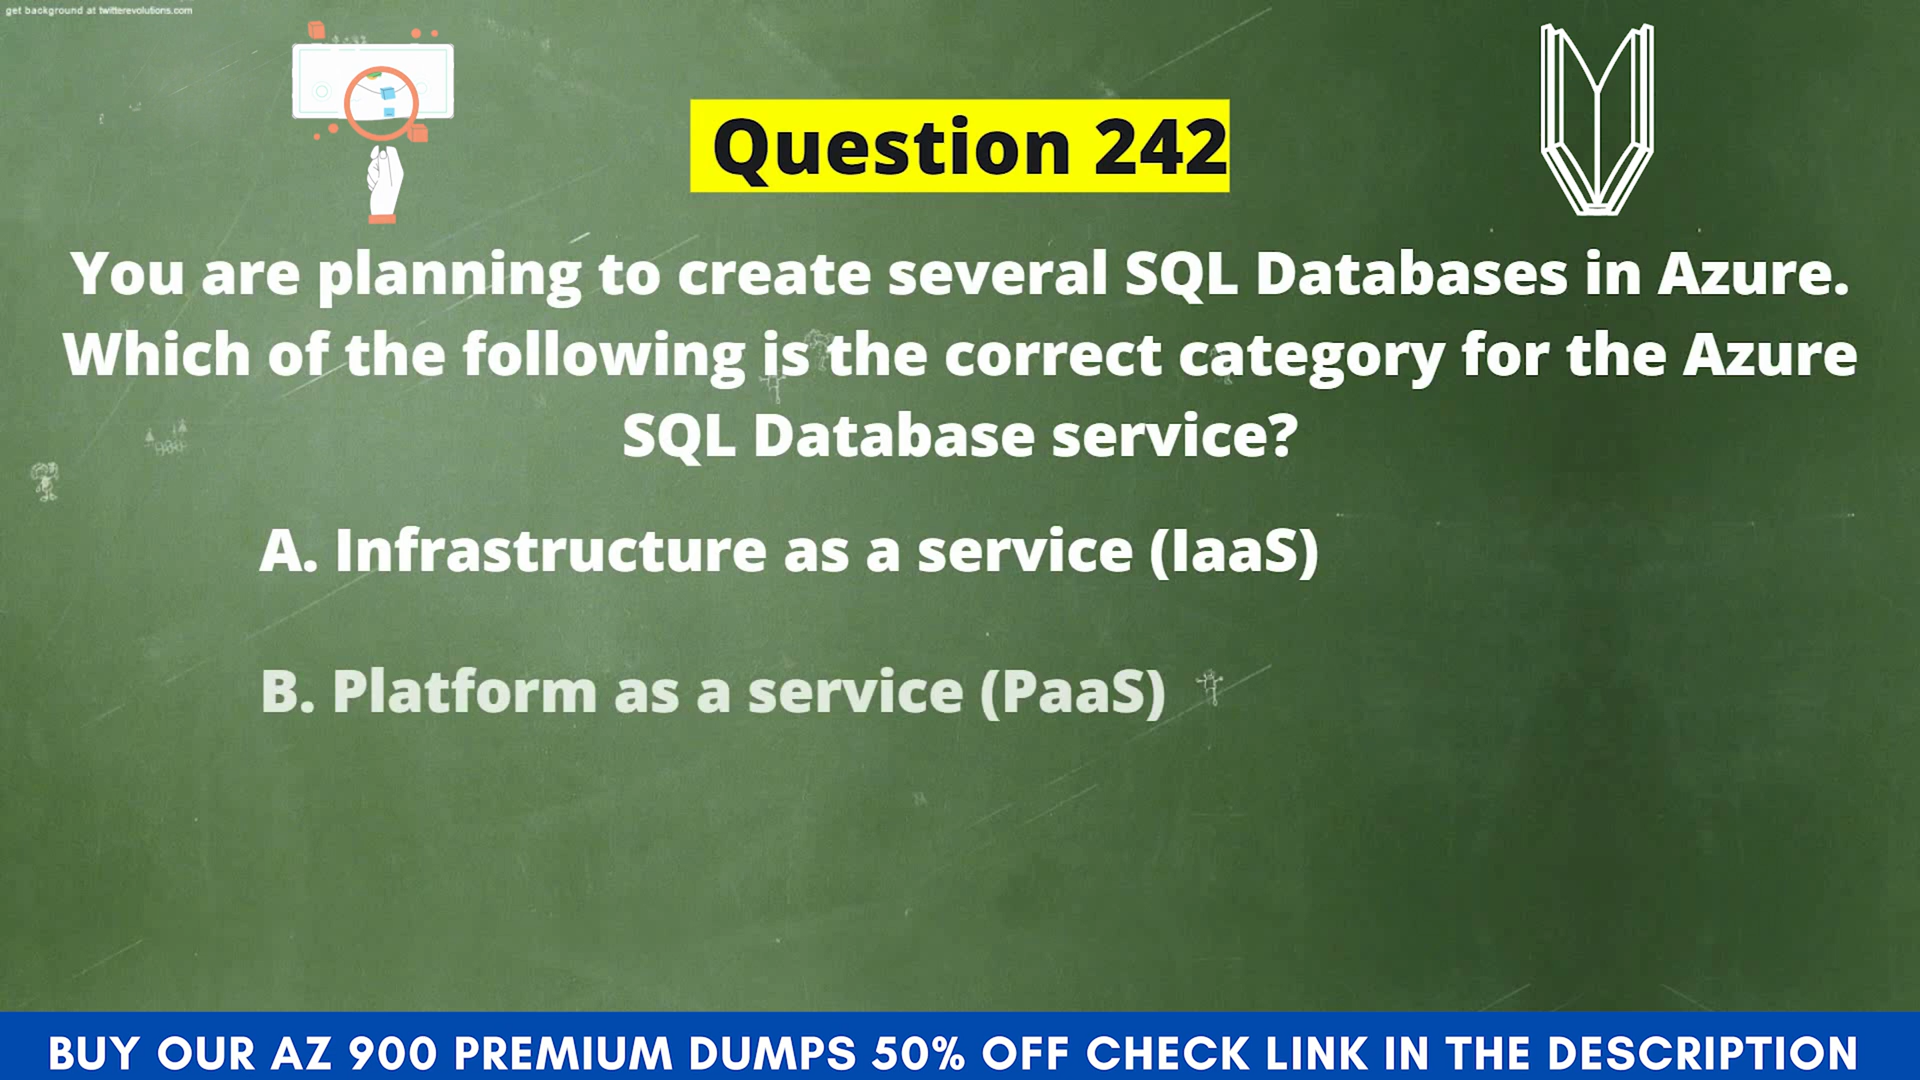 get background at twitterevolutions.com
Question 242
You are planning to create several SQL Databases in Azure.
Which of the following is the correct category for the Azure
SQL Database service?
A. Infrastructure as a service (IaaS)
B. Platform as a service (PaaS)
BUY OUR AZ 900 PREMIUM DUMPS 50% OFF CHECK LINK IN THE DESCRIPTION